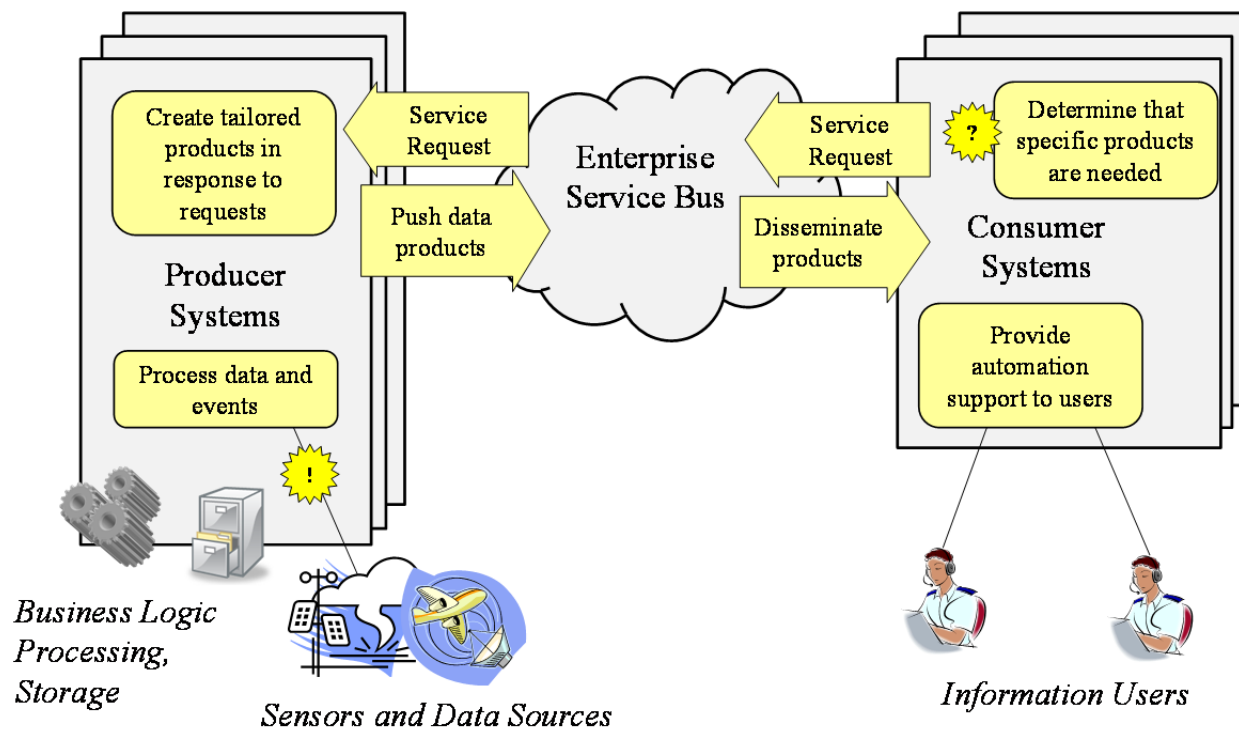 Create tailored
products in
response to
requests
Producer
Systems
Process data and
events
!
Service
Request
Push data
products
Enterprise
Service Bus
Service
Request
Disseminate
products
?
Determine that
specific products
are needed
Consumer
Systems
Provide
automation
support to users
Business Logic
Processing,
Storage
Sensors and Data Sources
Information Users